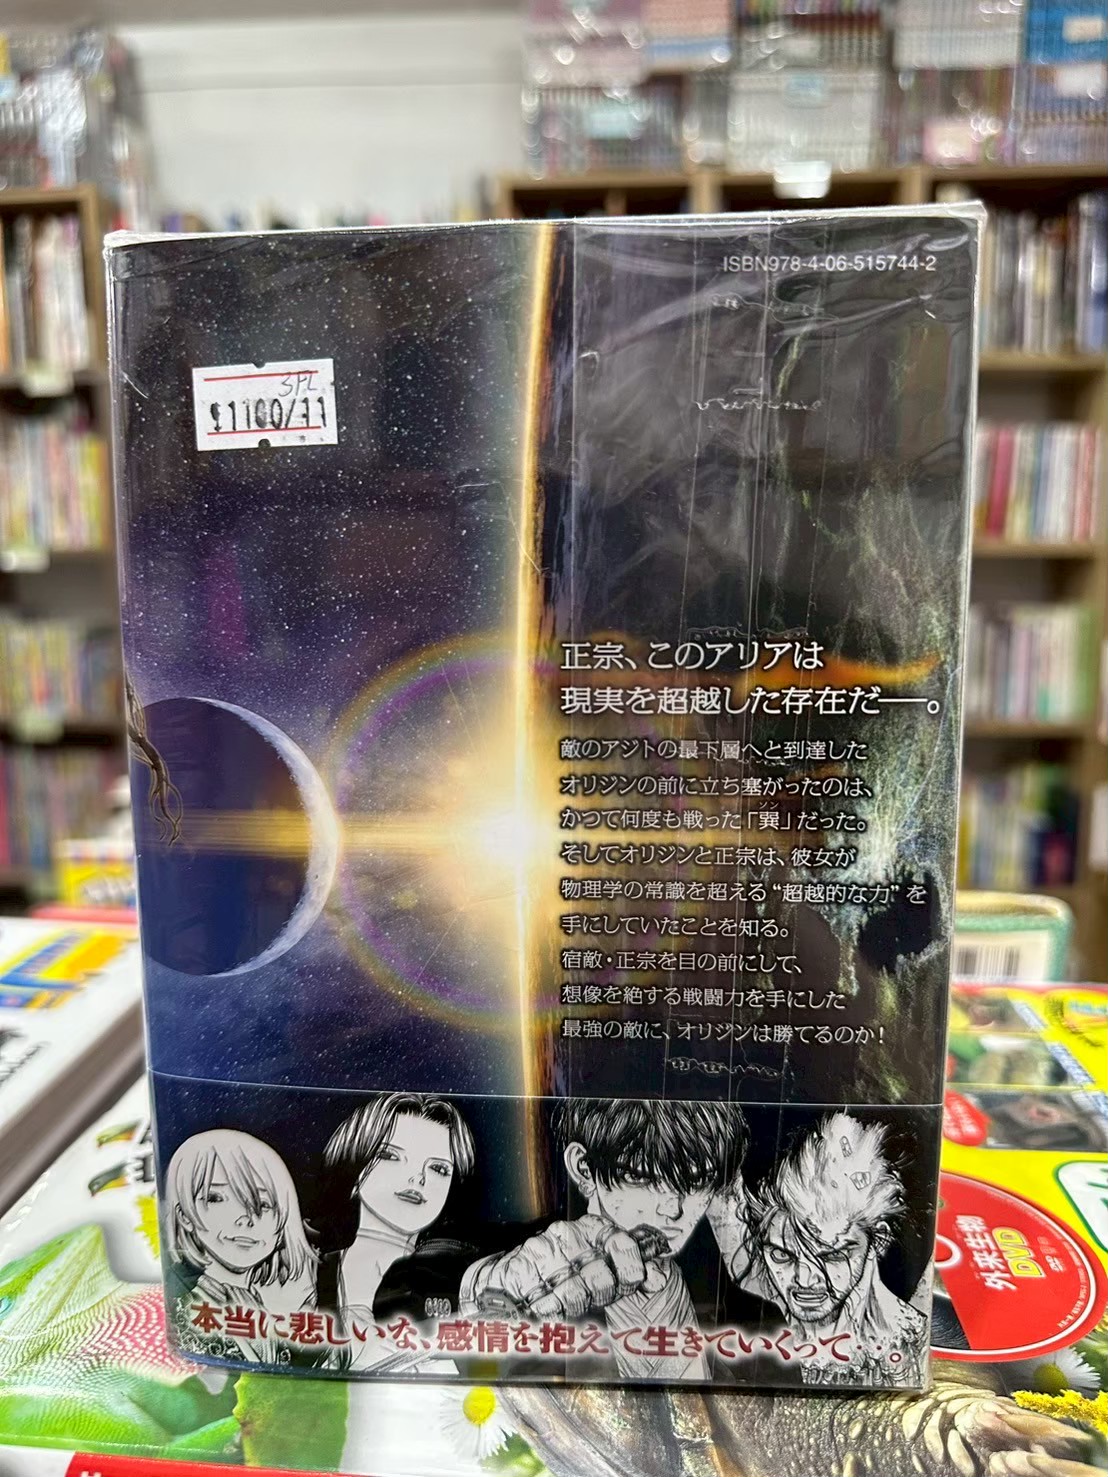 ISBN978-4-06-515744-2
SFL
¥1100/11
正宗、このアリアは
現実を超越した存在だ――。
敵のアジトの最下層へと到達した
オリジンの前に立ち塞がったのは、
ソン
かつて何度も戦った「巽」だった。
そしてオリジンと正宗は、彼女が
物理学の常識を超える“超越的な力”を
手にしていたことを知る。
宿敵・正宗を目の前にして、
想像を絶する戦闘力を手にした
最強の敵に、オリジンは勝てるのか!
本当に悲しいな、感情を抱えて生きていくって‥。
外来生物
DVD